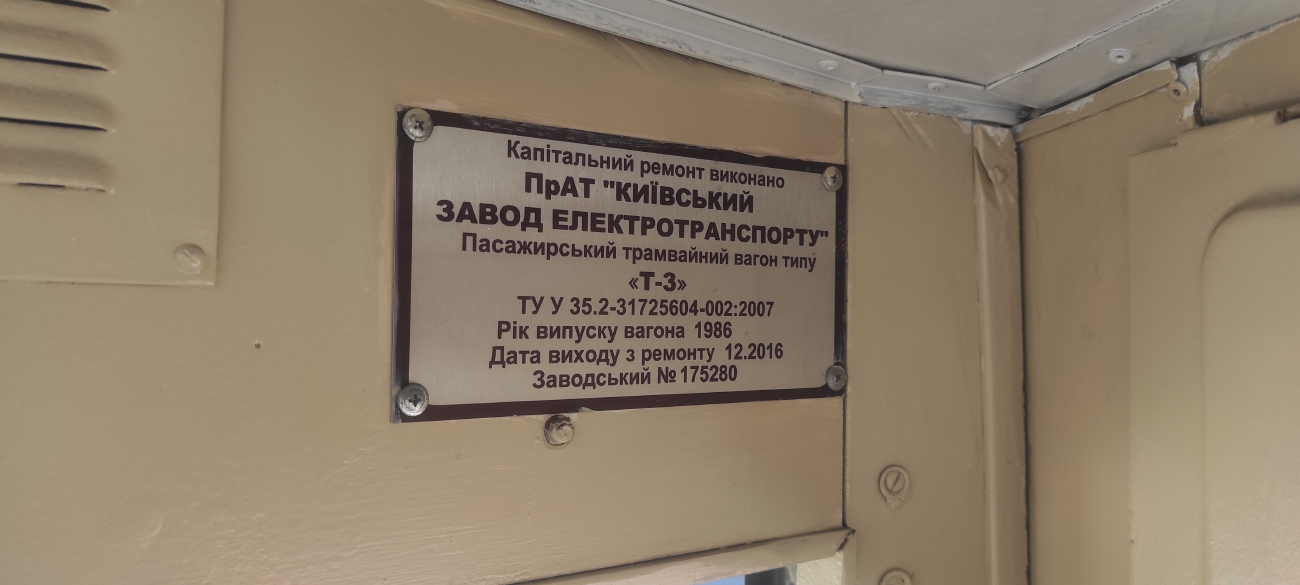 Капітальний ремонт виконано
ПрАТ "КИЇВСЬКИЙ
ЗАВОД ЕЛЕКТРОТРАНСПОРТУ"
Пасажирський трамвайний вагон типу
«Т-3»
ТУ У 35.2-31725604-002:2007
Рік випуску вагона 1986
Дата виходу з ремонту 12.2016
Заводський № 175280